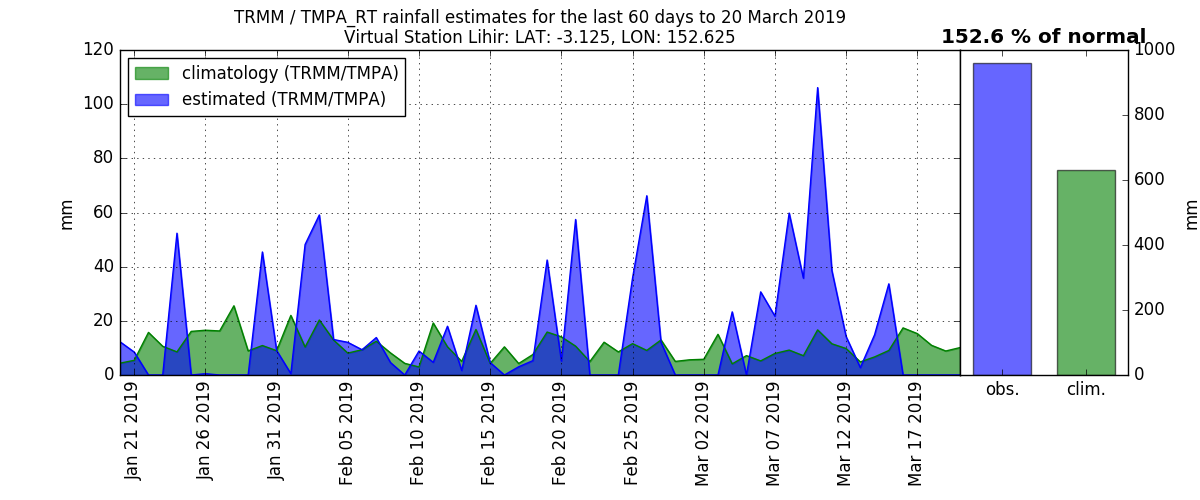 TRMM / TMPA_RT rainfall estimates for the last 60 days to 20 March 2019
Virtual Station Lihir: LAT: -3.125, LON: 152.625
152.6 % of normal
climatology (TRMM/TMPA)
estimated (TRMM/TMPA)
120
100
80
60
40
20
0
mm
1000
800
600
400
200
0
mm
obs.
clim.
Jan 21 2019
Jan 26 2019
Jan 31 2019
Feb 05 2019
Feb 10 2019
Feb 15 2019
Feb 20 2019
Feb 25 2019
Mar 02 2019
Mar 07 2019
Mar 12 2019
Mar 17 2019